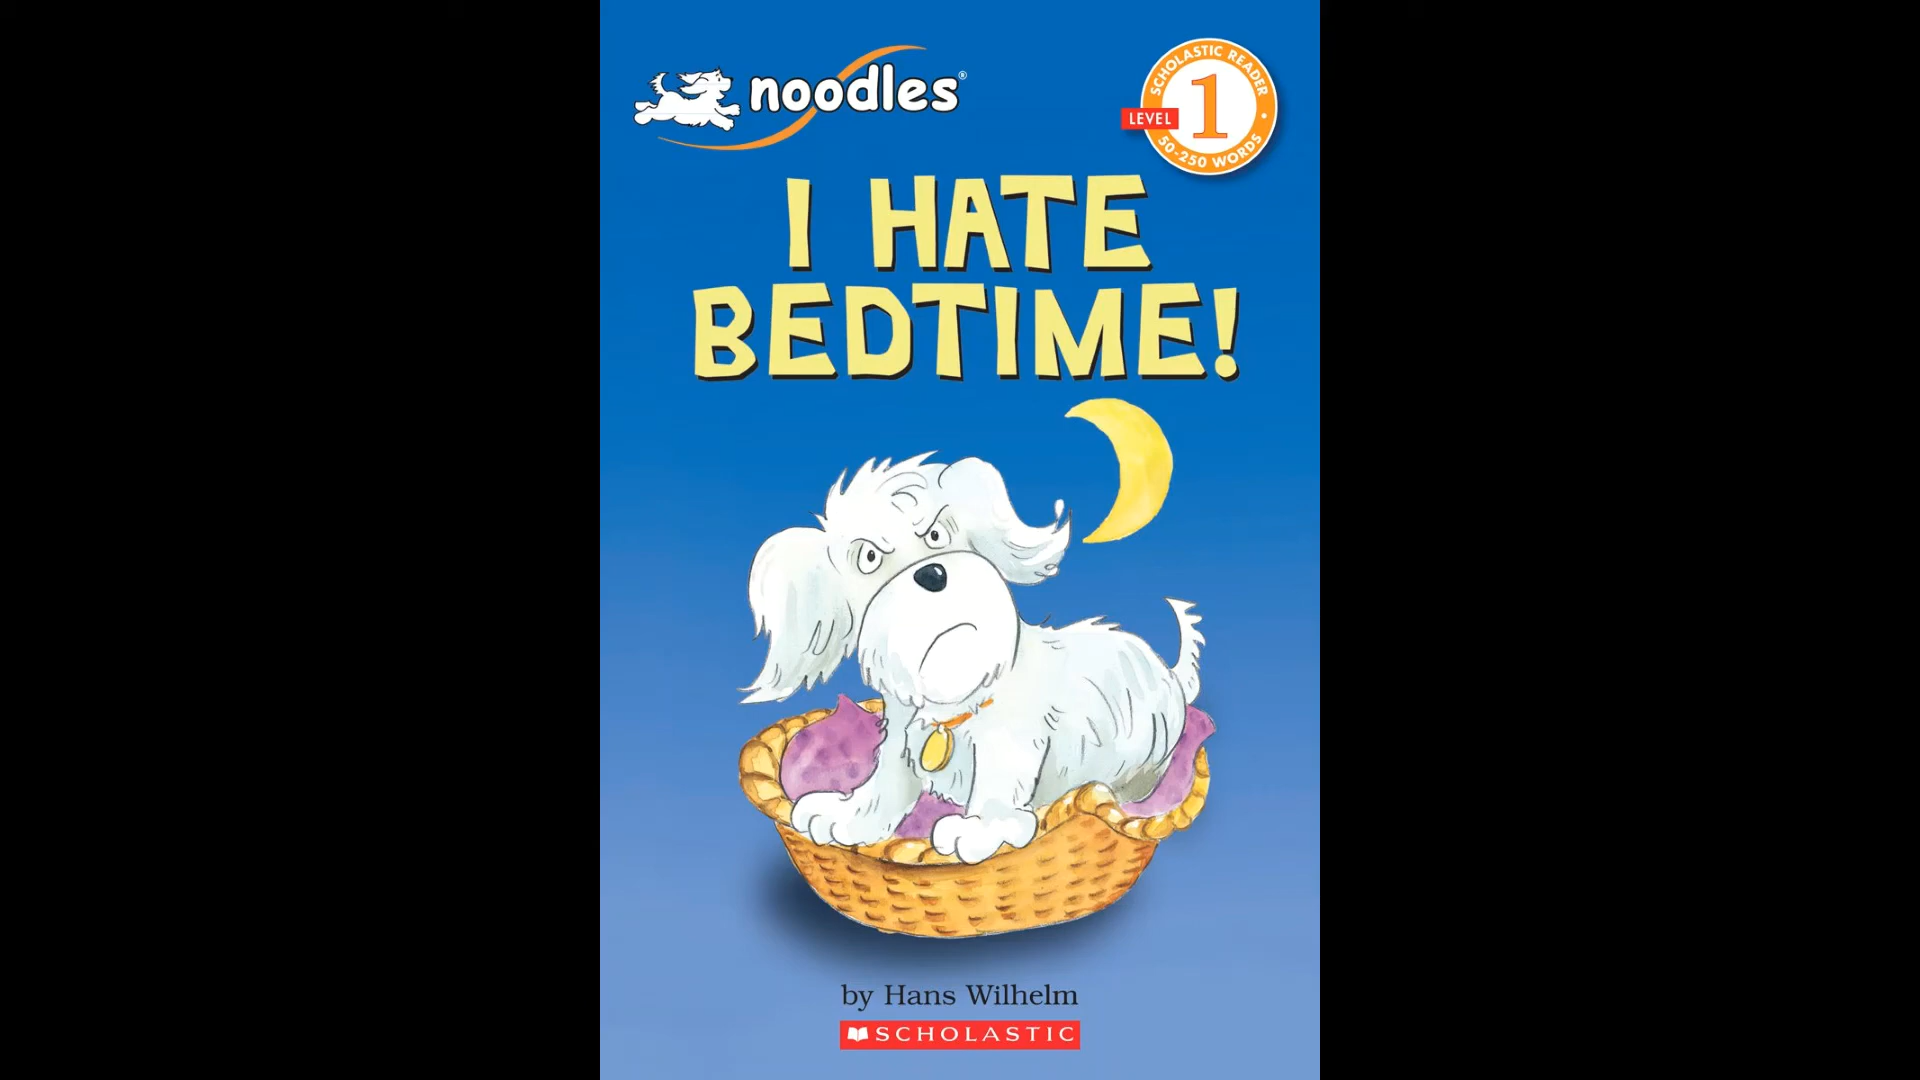 noodles®
SCHOLASTIC READER
LEVEL 1
50-250 WORDS
I HATE
BEDTIME!
by Hans Wilhelm
SCHOLASTIC